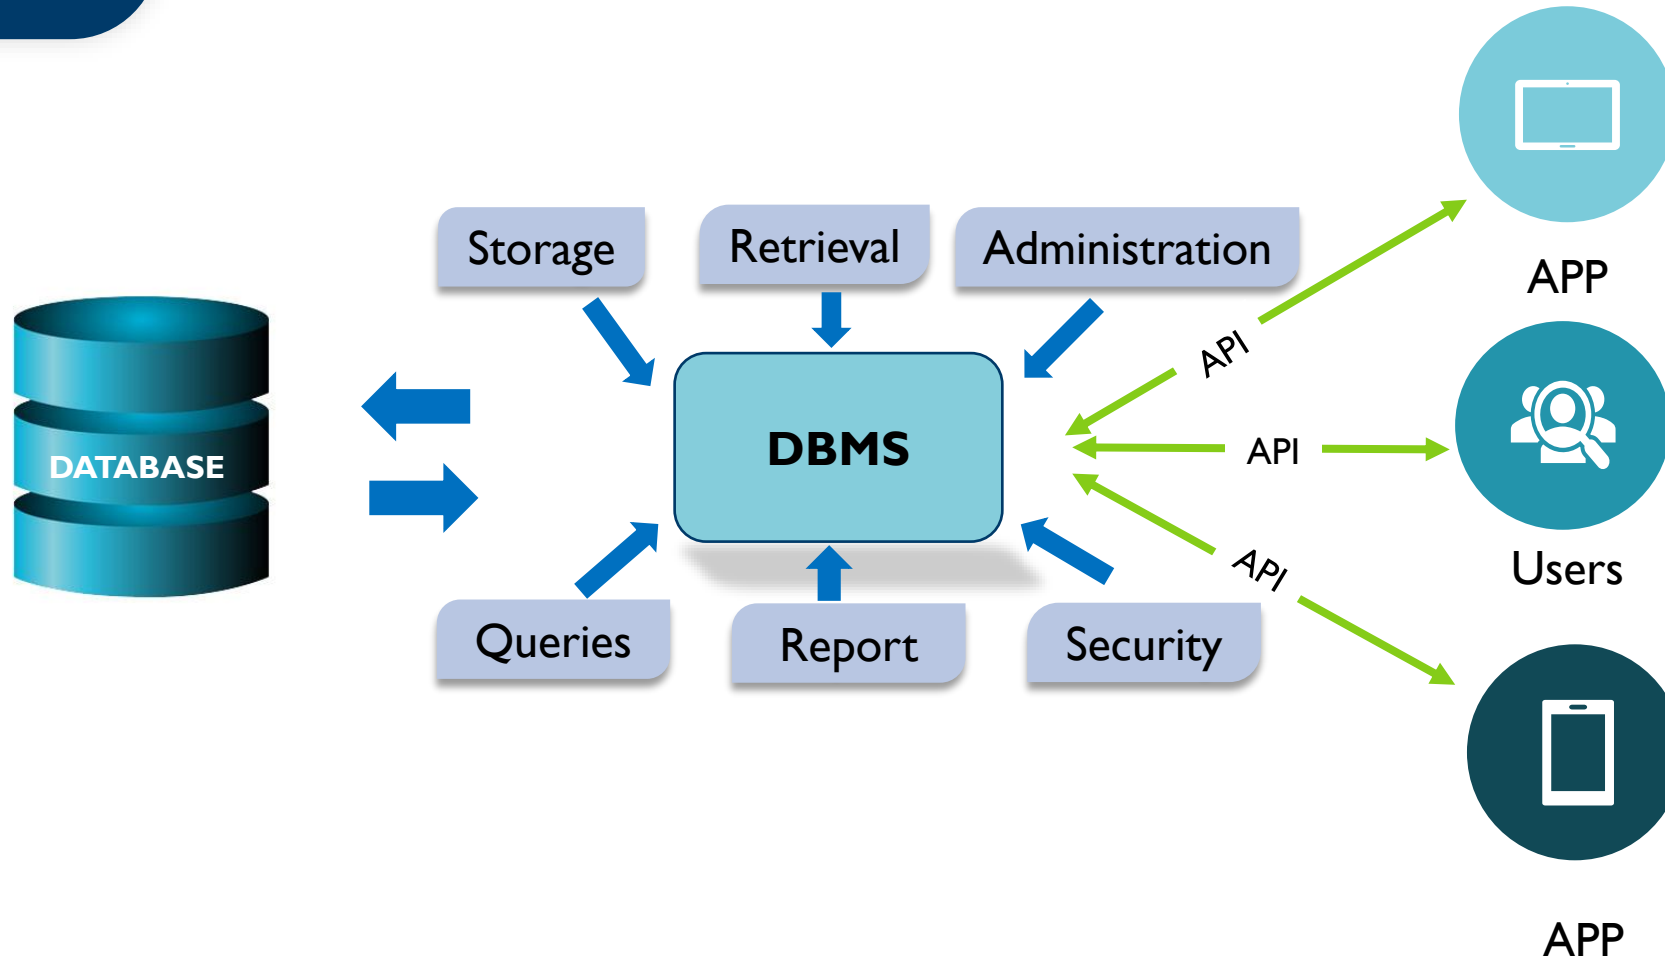 Storage
Retrieval
Administration
DATABASE
DBMS
Queries
Report
Security
API
API
API
APP
Users
APP